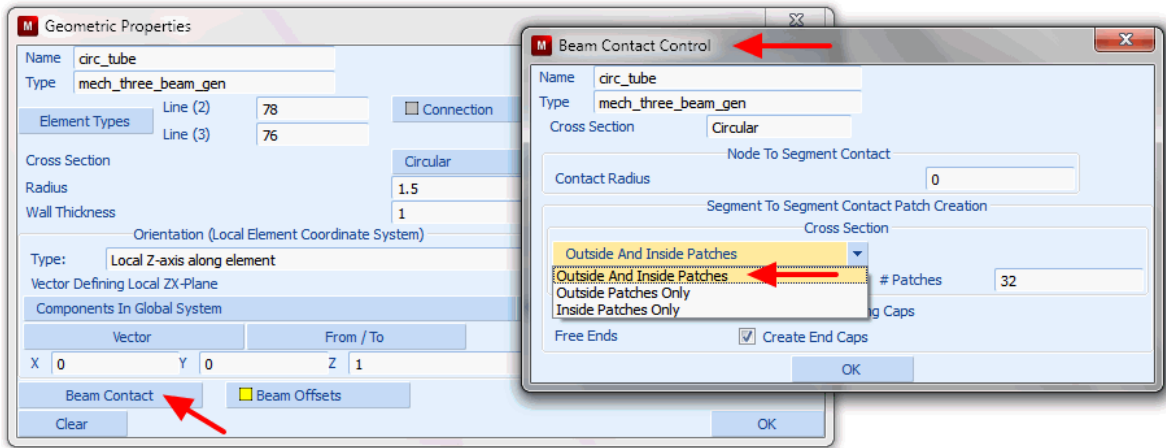 M Geometric Properties
Name circ_tube
Type mech_three_beam_gen
Element Types
Line (2) 78
Line (3) 76
Connection
Cross Section Circular
Radius 1.5
Wall Thickness 1
Orientation (Local Element Coordinate System)
Type: Local Z-axis along element
Vector Defining Local ZX-Plane
Components In Global System
Vector From / To
X 0 Y 0 Z 1
Beam Contact Beam Offsets
Clear OK
M Beam Contact Control
Name circ_tube
Type mech_three_beam_gen
Cross Section Circular
Node To Segment Contact
Contact Radius 0
Segment To Segment Contact Patch Creation
Cross Section
Outside And Inside Patches
Outside And Inside Patches
Outside Patches Only
Inside Patches Only
# Patches 32
Caps
Free Ends Create End Caps
OK